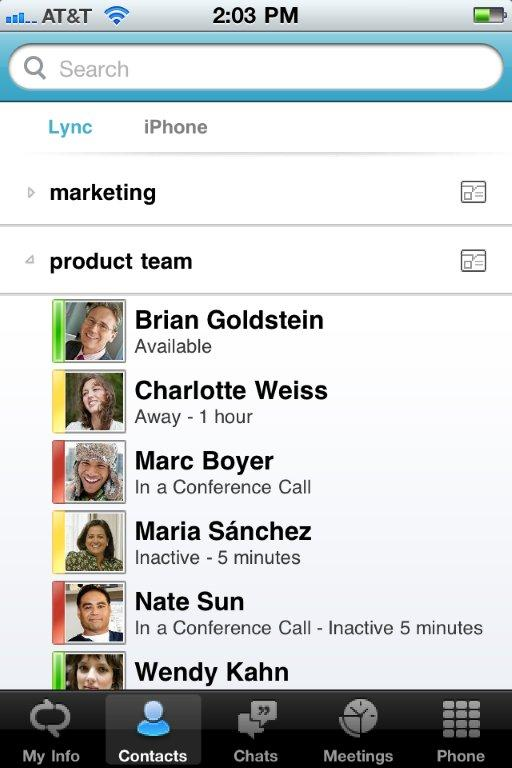 AT&T 2:03 PM
Search
Lync iPhone
marketing
product team
Brian Goldstein
Available
Charlotte Weiss
Away - 1 hour
Marc Boyer
In a Conference Call
Maria Sánchez
Inactive - 5 minutes
Nate Sun
In a Conference Call - Inactive 5 minutes
Wendy Kahn
My Info Contacts Chats Meetings Phone